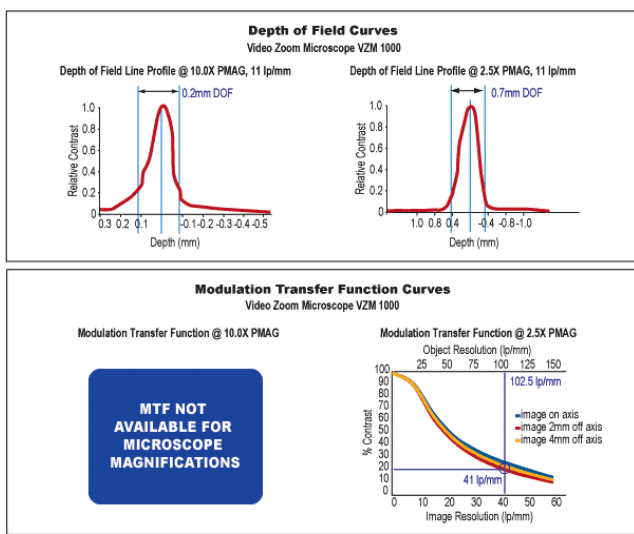 Depth of Field Curves
Video Zoom Microscope VZM 1000
Depth of Field Line Profile @ 10.0X PMAG, 11 lp/mm
0.2mm DOF
Relative Contrast
1.0
0.8
0.6
0.4
0.2
0
0.3 0.2 0.1 -0.1 -0.2 -0.3 -0.4 -0.5
Depth (mm)
Depth of Field Line Profile @ 2.5X PMAG, 11 lp/mm
0.7mm DOF
Relative Contrast
1.0
0.8
0.6
0.4
0.2
0
1.0 0.8 0.4 -0.4 -0.8 -1.0
Depth (mm)
Modulation Transfer Function Curves
Video Zoom Microscope VZM 1000
Modulation Transfer Function @ 10.0X PMAG
MTF NOT
AVAILABLE FOR
MICROSCOPE
MAGNIFICATIONS
Modulation Transfer Function @ 2.5X PMAG
Object Resolution (lp/mm)
25 50 75 100 125 150
102.5 lp/mm
% Contrast
100
90
80
70
60
50
40
30
20
10
0
image on axis
image 2mm off axis
image 4mm off axis
41 lp/mm
0 10 20 30 40 50 60
Image Resolution (lp/mm)